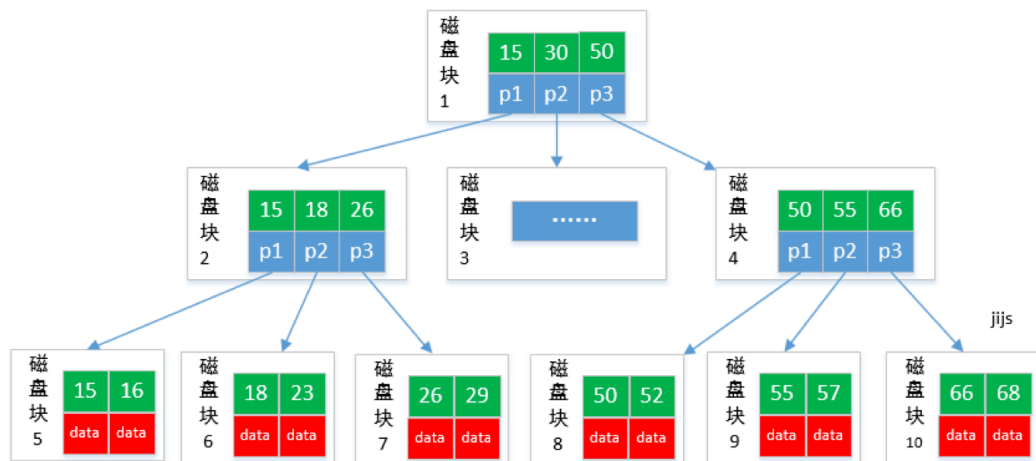 磁盘块1
15 30 50
p1 p2 p3
磁盘块2
15 18 26
p1 p2 p3
磁盘块3
......
磁盘块4
50 55 66
p1 p2 p3
jijs
磁盘块5
15 16
data data
磁盘块6
18 23
data data
磁盘块7
26 29
data data
磁盘块8
50 52
data data
磁盘块9
55 57
data data
磁盘块10
66 68
data data